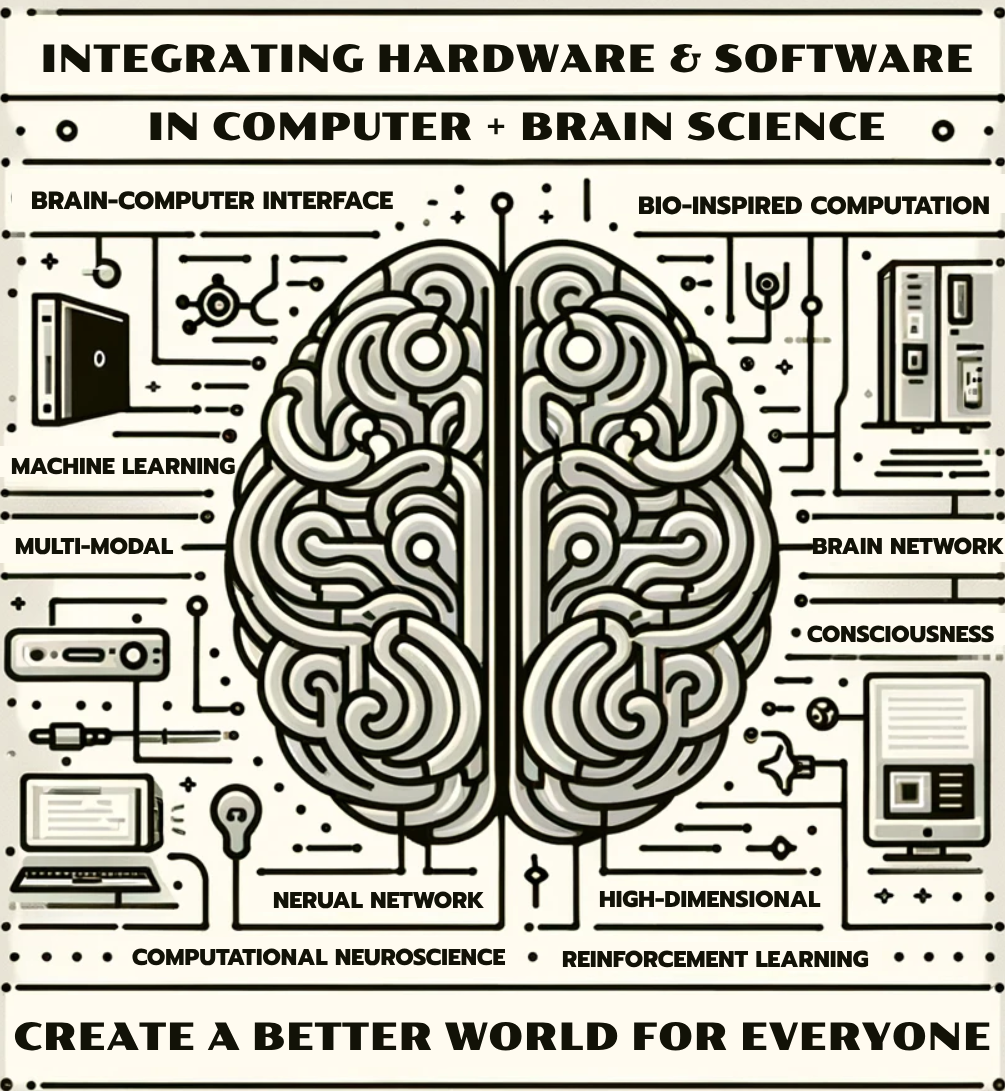 INTEGRATING HARDWARE & SOFTWARE
IN COMPUTER + BRAIN SCIENCE
BRAIN-COMPUTER INTERFACE
BIO-INSPIRED COMPUTATION
MACHINE LEARNING
MULTI-MODAL
BRAIN NETWORK
CONSCIOUSNESS
NERUAL NETWORK
HIGH-DIMENSIONAL
COMPUTATIONAL NEUROSCIENCE
REINFORCEMENT LEARNING
CREATE A BETTER WORLD FOR EVERYONE